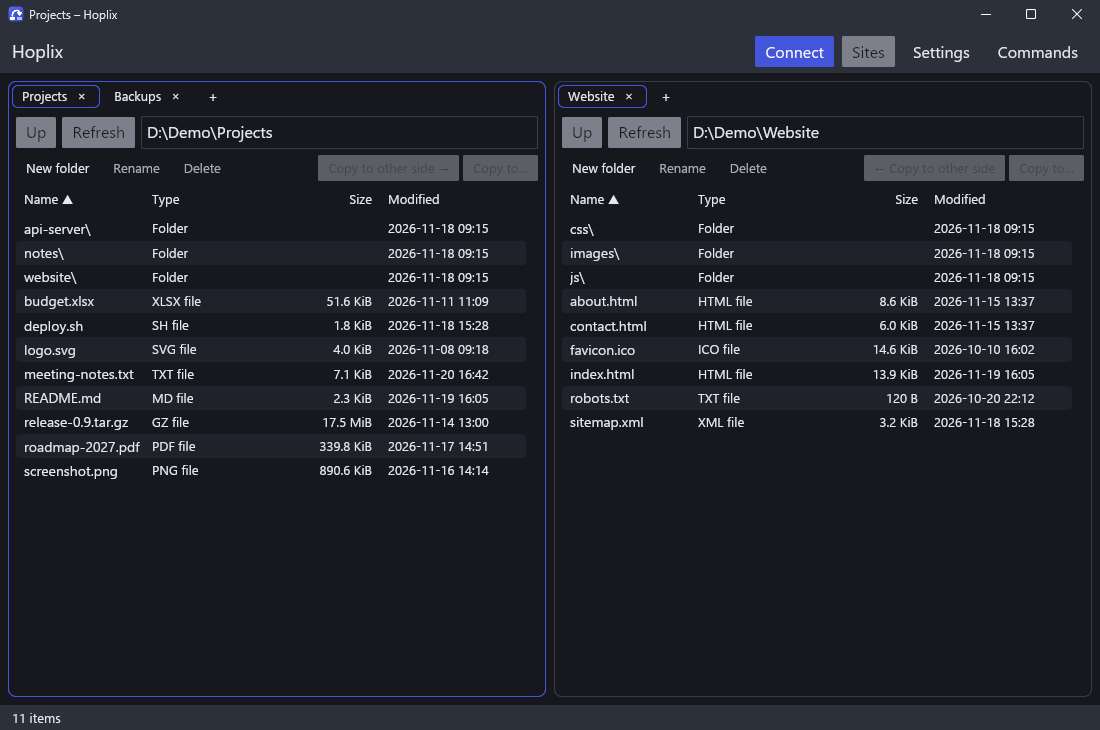 Projects – Hoplix
Hoplix Connect Sites Settings Commands
Projects × Backups × +
Up Refresh D:\Demo\Projects
New folder Rename Delete Copy to other side → Copy to...
Name ▲ Type Size Modified
api-server\ Folder 2026-11-18 09:15
notes\ Folder 2026-11-18 09:15
website\ Folder 2026-11-18 09:15
budget.xlsx XLSX file 51.6 KiB 2026-11-11 11:09
deploy.sh SH file 1.8 KiB 2026-11-18 15:28
logo.svg SVG file 4.0 KiB 2026-11-08 09:18
meeting-notes.txt TXT file 7.1 KiB 2026-11-20 16:42
README.md MD file 2.3 KiB 2026-11-19 16:05
release-0.9.tar.gz GZ file 17.5 MiB 2026-11-14 13:00
roadmap-2027.pdf PDF file 339.8 KiB 2026-11-17 14:51
screenshot.png PNG file 890.6 KiB 2026-11-16 14:14
Website × +
Up Refresh D:\Demo\Website
New folder Rename Delete ← Copy to other side Copy to...
Name ▲ Type Size Modified
css\ Folder 2026-11-18 09:15
images\ Folder 2026-11-18 09:15
js\ Folder 2026-11-18 09:15
about.html HTML file 8.6 KiB 2026-11-15 13:37
contact.html HTML file 6.0 KiB 2026-11-15 13:37
favicon.ico ICO file 14.6 KiB 2026-10-10 16:02
index.html HTML file 13.9 KiB 2026-11-19 16:05
robots.txt TXT file 120 B 2026-10-20 22:12
sitemap.xml XML file 3.2 KiB 2026-11-18 15:28
11 items